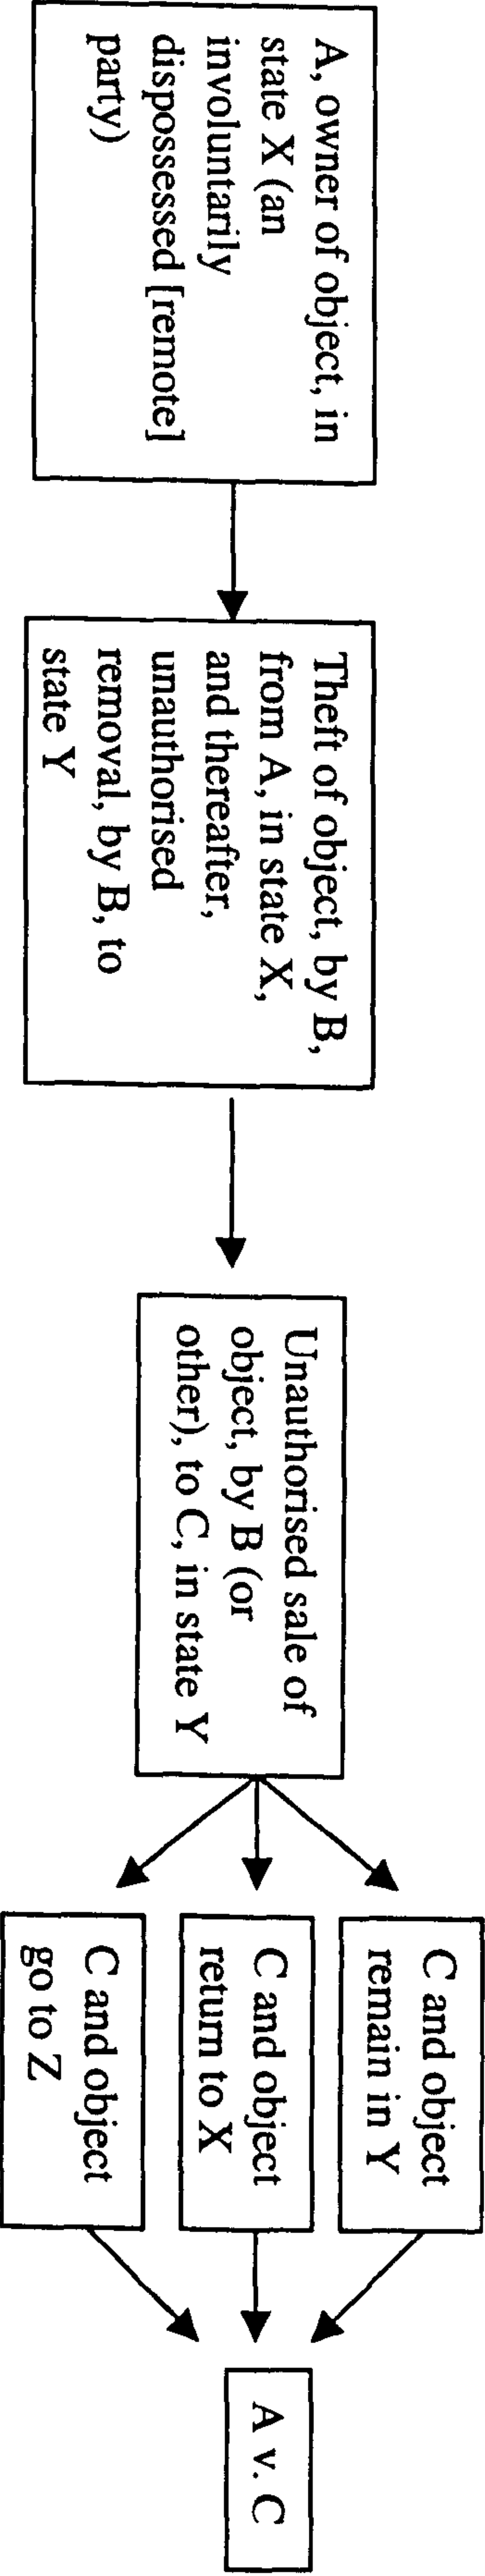 A, owner of object, in
state X (an
involuntarily
dispossessed [remote]
party)
Theft of object, by B,
from A, in state X,
and thereafter,
unauthorised
removal, by B, to
state Y
Unauthorised sale of
object, by B (or
other), to C, in state Y
C and object
remain in Y
C and object
return to X
C and object
go to Z
A v. C